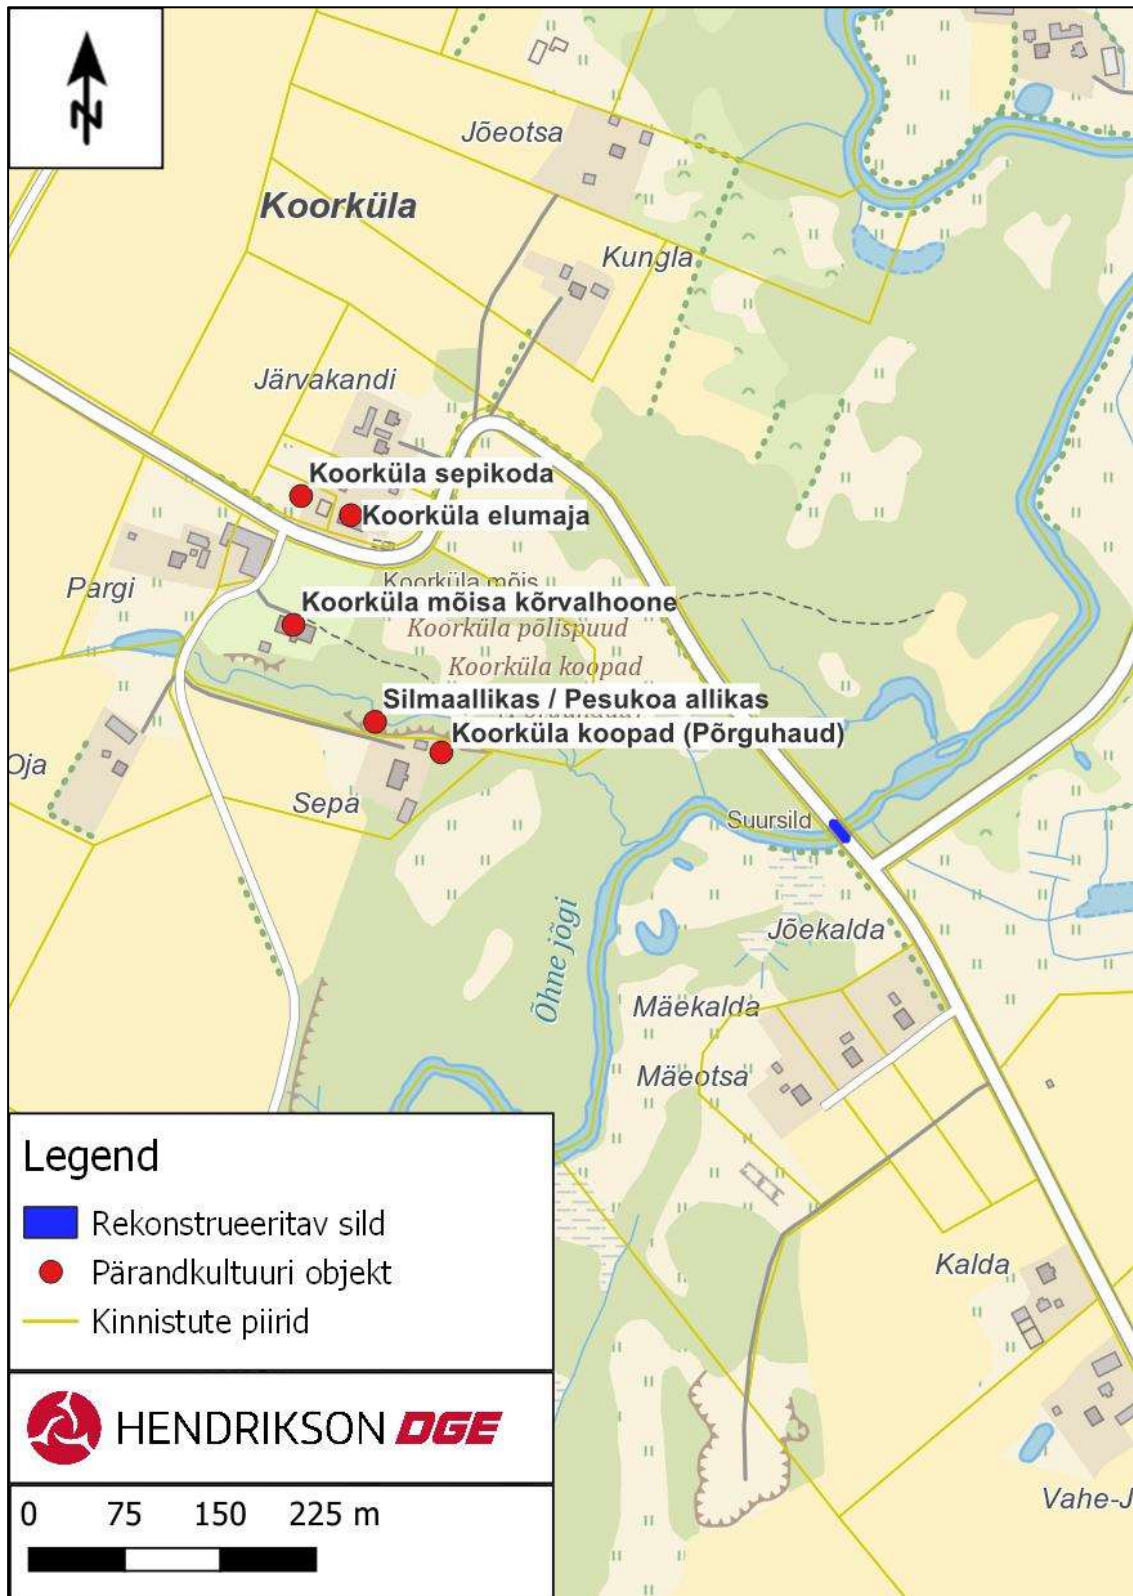 N
Jõeotsa
Koorküla
Kungla
Järvakandi
Koorküla sepikoda
Koorküla elumaja
Pargi
Koorküla mõis
Koorküla mõisa kõrvalhoone
Koorküla põlispuud
Koorküla koopad
Silmaallikas / Pesukoa allikas
Koorküla koopad (Põrguhaud)
Oja
Sepa
Suursild
Õhne jõgi
Jõekalda
Mäekalda
Mäeotsa
Kalda
Vahe-J
Legend
Rekonstrueeritav sild
Pärandkultuuri objekt
Kinnistute piirid
HENDRIKSON DGE
0 75 150 225 m